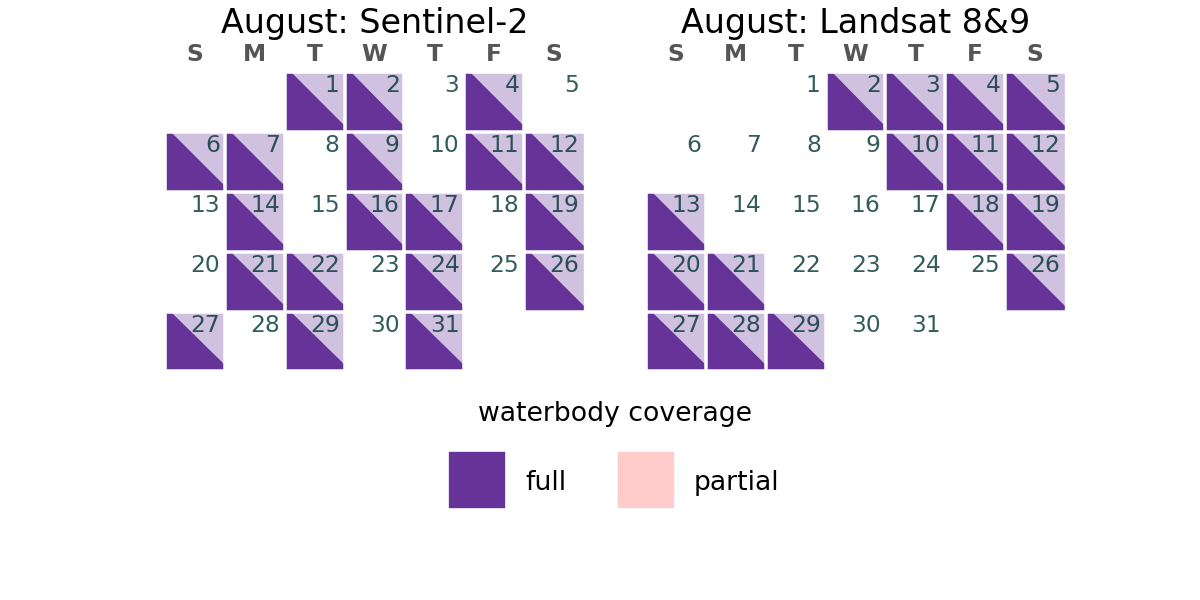 August: Sentinel-2
S M T W T F S
1 2 3 4 5
6 7 8 9 10 11 12
13 14 15 16 17 18 19
20 21 22 23 24 25 26
27 28 29 30 31
August: Landsat 8&9
S M T W T F S
1 2 3 4 5
6 7 8 9 10 11 12
13 14 15 16 17 18 19
20 21 22 23 24 25 26
27 28 29 30 31
waterbody coverage
full partial